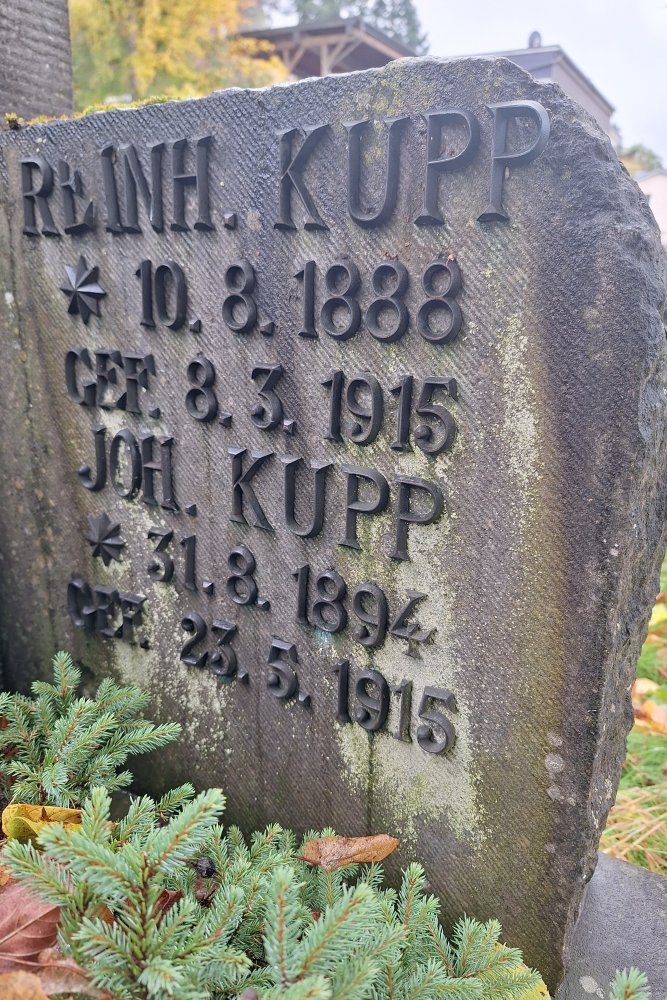 REINH. KUPP
* 10. 8. 1888
GEF. 8. 3. 1915
JOH. KUPP
* 31. 8. 1894
GEF. 23. 5. 1915